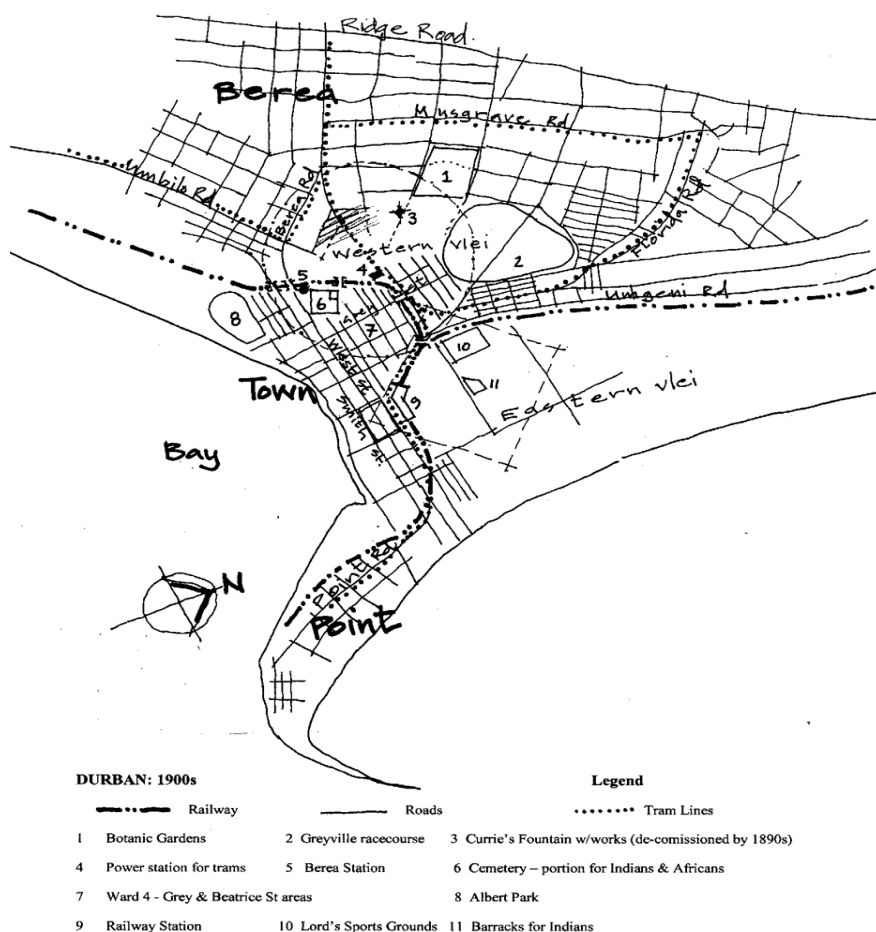 Ridge Road.
Berea
Musgrave Rd
1
Umbilo Rd
Berea Rd
3
Florida Rd
Western vlei
2
4
5
6
Umgeni Rd
8
7
10
West St
11
Eastern vlei
Town
9
Smith St.
Bay
N
Point Rd
Point
DURBAN: 1900s Legend
Railway Roads Tram Lines
1 Botanic Gardens 2 Greyville racecourse 3 Currie's Fountain w/works (de-comissioned by 1890s)
4 Power station for trams 5 Berea Station 6 Cemetery – portion for Indians & Africans
7 Ward 4 - Grey & Beatrice St areas 8 Albert Park
9 Railway Station 10 Lord's Sports Grounds 11 Barracks for Indians